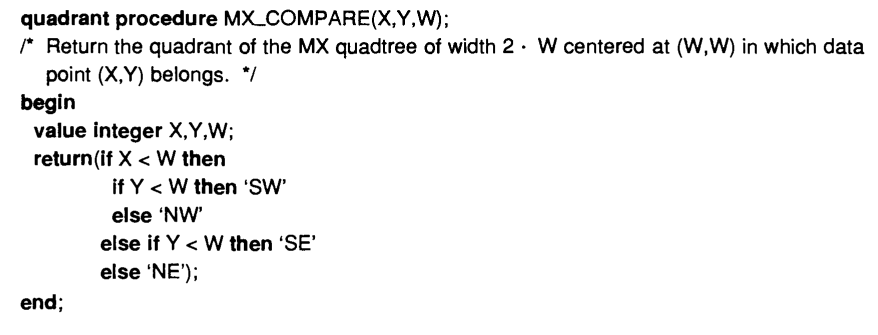 quadrant procedure MX_COMPARE(X,Y,W);
/* Return the quadrant of the MX quadtree of width 2 · W centered at (W,W) in which data
point (X,Y) belongs. */
begin
value integer X,Y,W;
return(if X < W then
if Y < W then ‘SW’
else ‘NW’
else if Y < W then ‘SE’
else ‘NE’);
end;